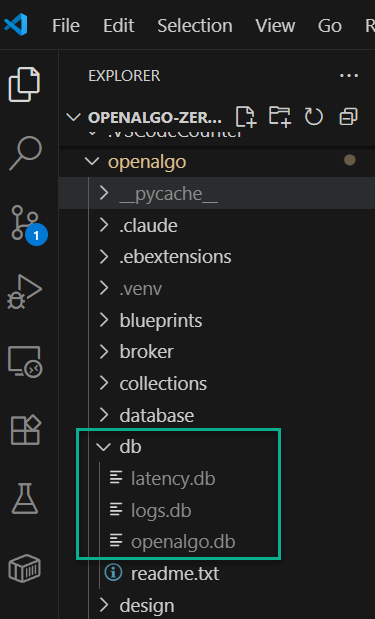 File Edit Selection View Go R
EXPLORER ...
OPENALGO-ZER...
.VSCodeCounter
openalgo
__pycache__
.claude
.ebextensions
.venv
blueprints
broker
collections
database
db
latency.db
logs.db
openalgo.db
readme.txt
design
1